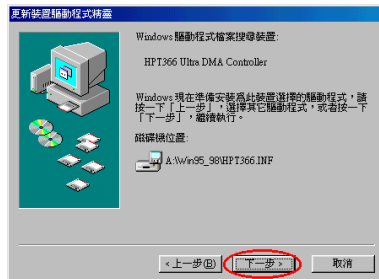 更新裝置驅動程式精靈
Windows 驅動程式檔案搜尋裝置:
HPT366 Ultra DMA Controller
Windows 現在準備安裝為此裝置選擇的驅動程式，請
按一下「上一步」，選擇其它驅動程式，或者按一下
「下一步」，繼續執行。
磁碟機位置:
A:\Win95_98\HPT366.INF
<上一步(B)
下一步>
取消